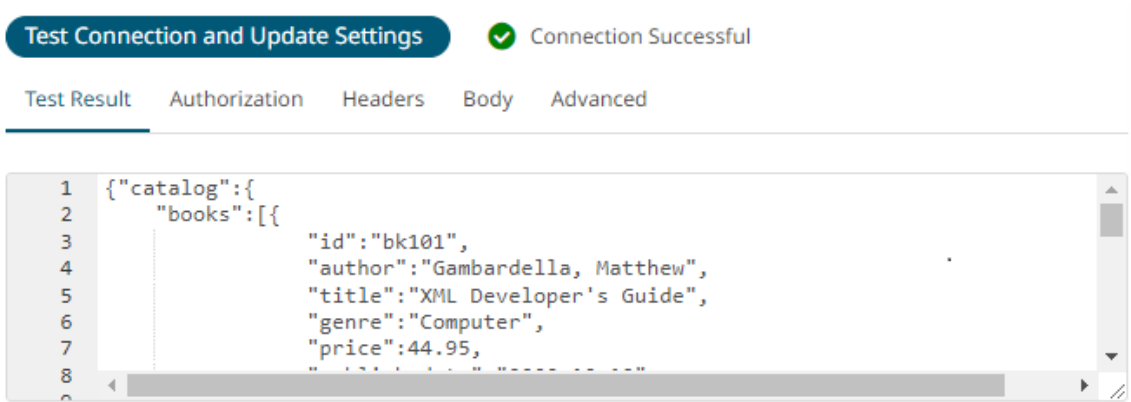 Test Connection and Update Settings Connection Successful
Test Result Authorization Headers Body Advanced
1 {"catalog":{
2 "books":[{
3 "id":"bk101",
4 "author":"Gambardella, Matthew",
5 "title":"XML Developer's Guide",
6 "genre":"Computer",
7 "price":44.95,
8